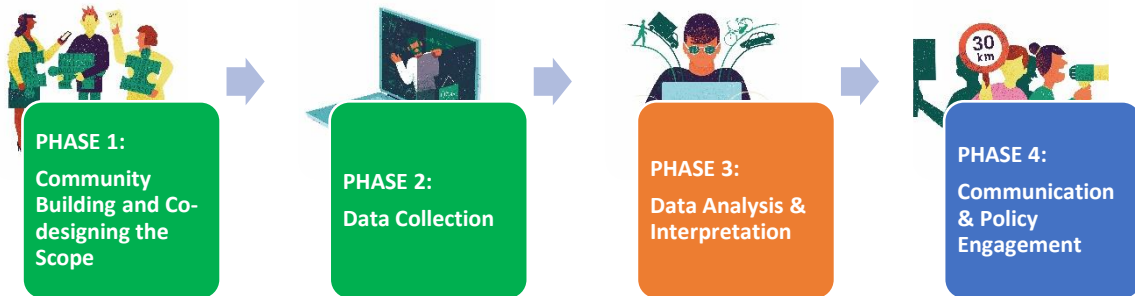 PHASE 1:
Community
Building and Co-
designing the
Scope
PHASE 2:
Data Collection
PHASE 3:
Data Analysis &
Interpretation
30
km
PHASE 4:
Communication
& Policy
Engagement